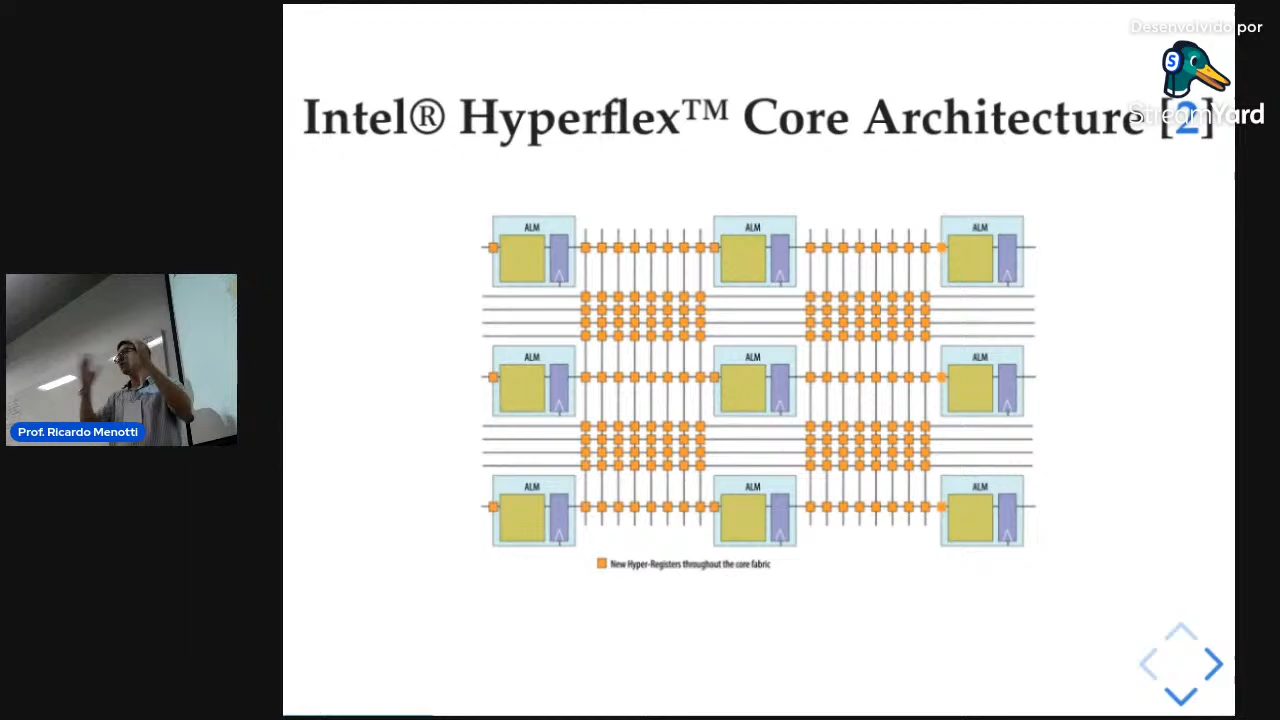 Desenvolvido por
S
StreamYard
Intel® Hyperflex™ Core Architecture [2]
ALM
ALM
ALM
ALM
ALM
ALM
ALM
ALM
ALM
New Hyper-Registers throughout the core fabric
Prof. Ricardo Menotti